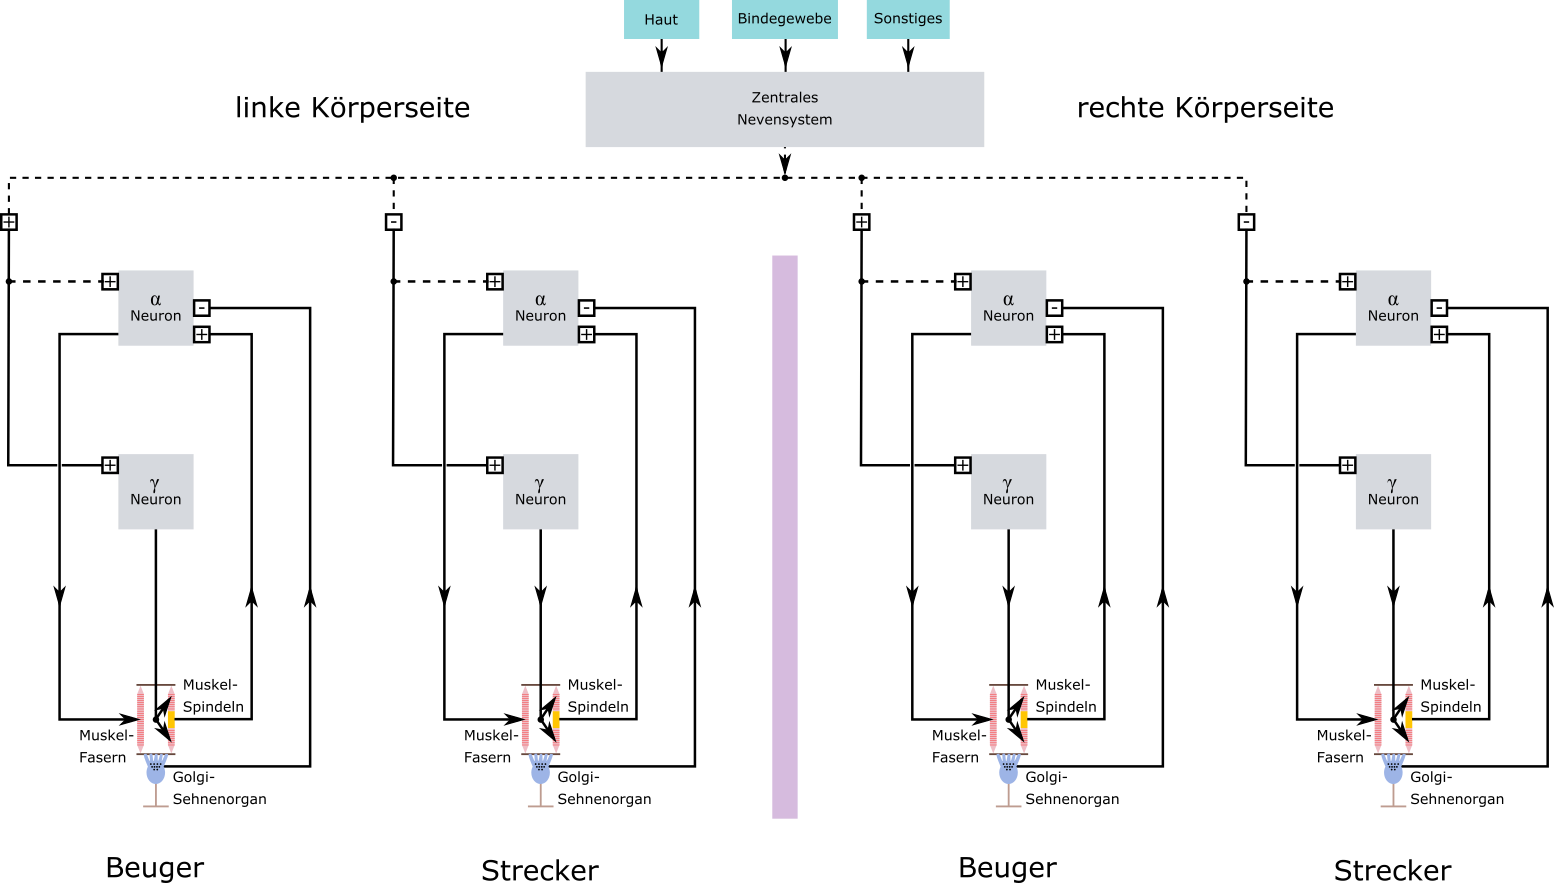 Haut
Bindegewebe
Sonstiges
linke Körperseite
Zentrales
Nevensystem
rechte Körperseite
+
-
+
-
+
α
Neuron
-
+
+
α
Neuron
-
+
+
α
Neuron
-
+
+
α
Neuron
-
+
+
γ
Neuron
+
γ
Neuron
+
γ
Neuron
+
γ
Neuron
Muskel-
Spindeln
Muskel-
Fasern
Golgi-
Sehnenorgan
Muskel-
Spindeln
Muskel-
Fasern
Golgi-
Sehnenorgan
Muskel-
Spindeln
Muskel-
Fasern
Golgi-
Sehnenorgan
Muskel-
Spindeln
Muskel-
Fasern
Golgi-
Sehnenorgan
Beuger
Strecker
Beuger
Strecker